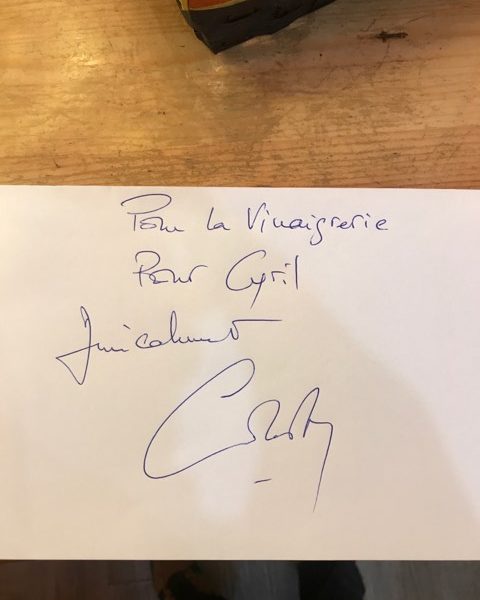 Pour la Vinaigrerie
Pour Cyril
Amicalement